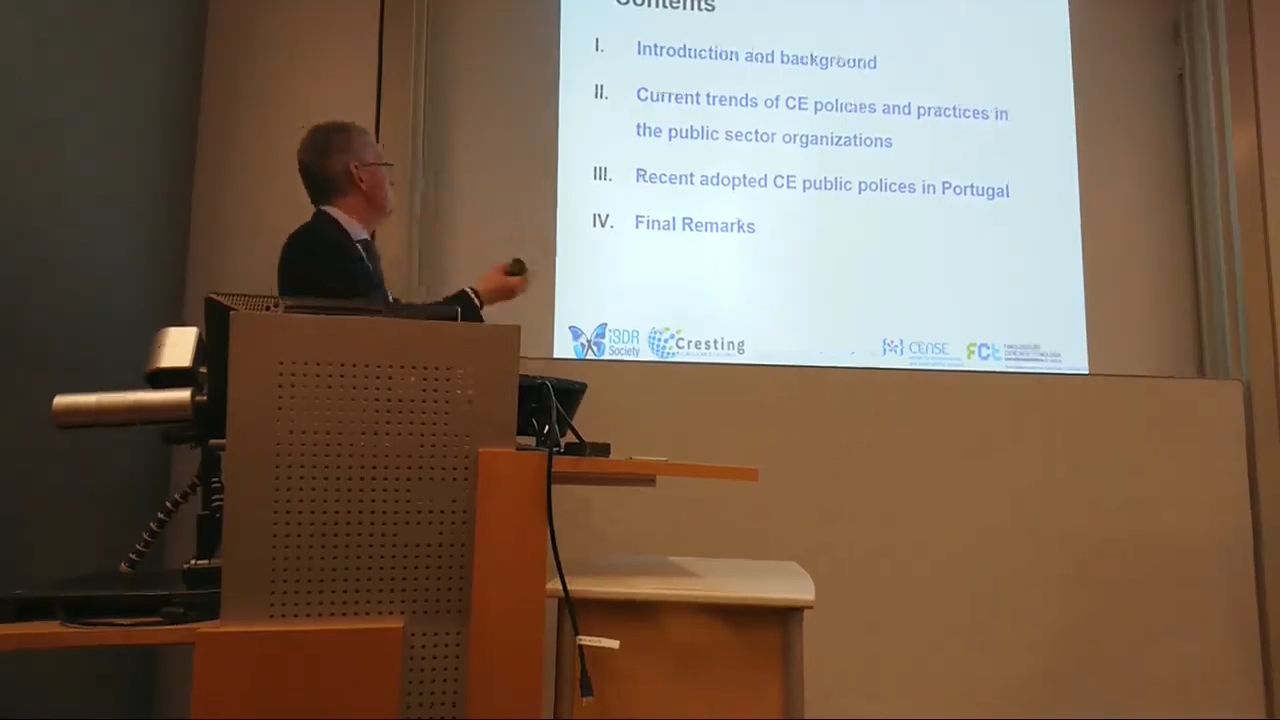 Contents
I. Introduction and background
II. Current trends of CE policies and practices in
the public sector organizations
III. Recent adopted CE public polices in Portugal
IV. Final Remarks
iSDR
Society
Cresting
CENSE
FCt